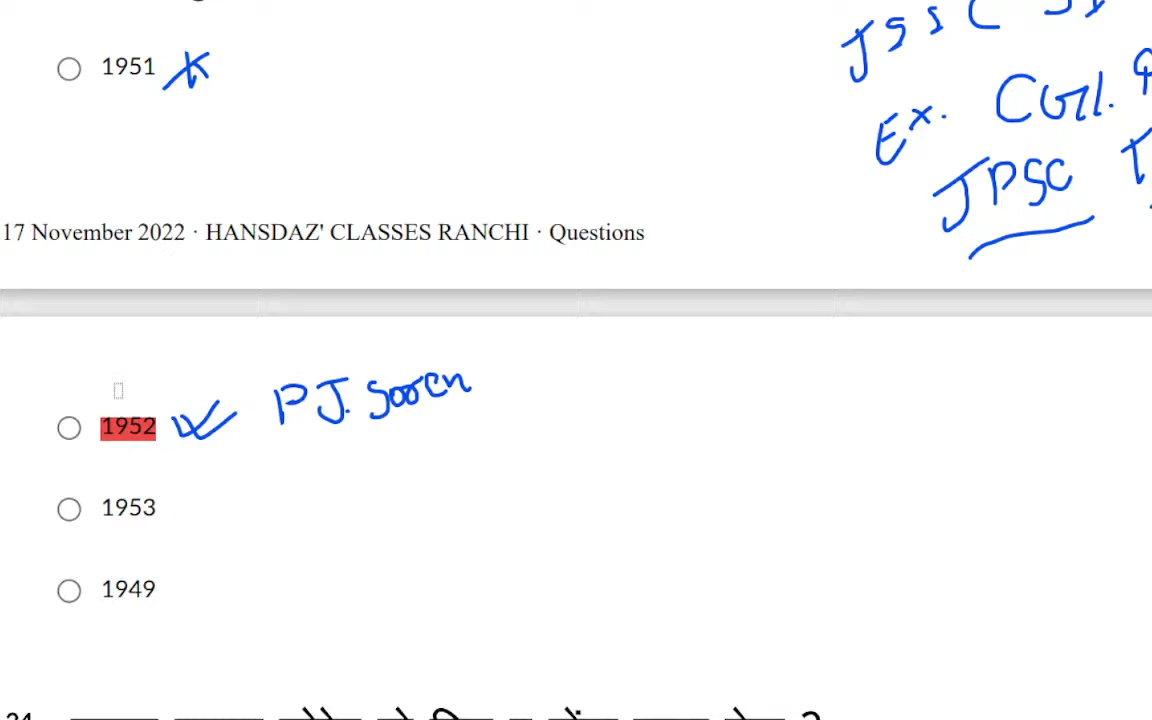 JSSC
1951
Ex. CGL.
JPSC
17 November 2022 · HANSDAZ' CLASSES RANCHI · Questions
1952 P.J. Soren
1953
1949